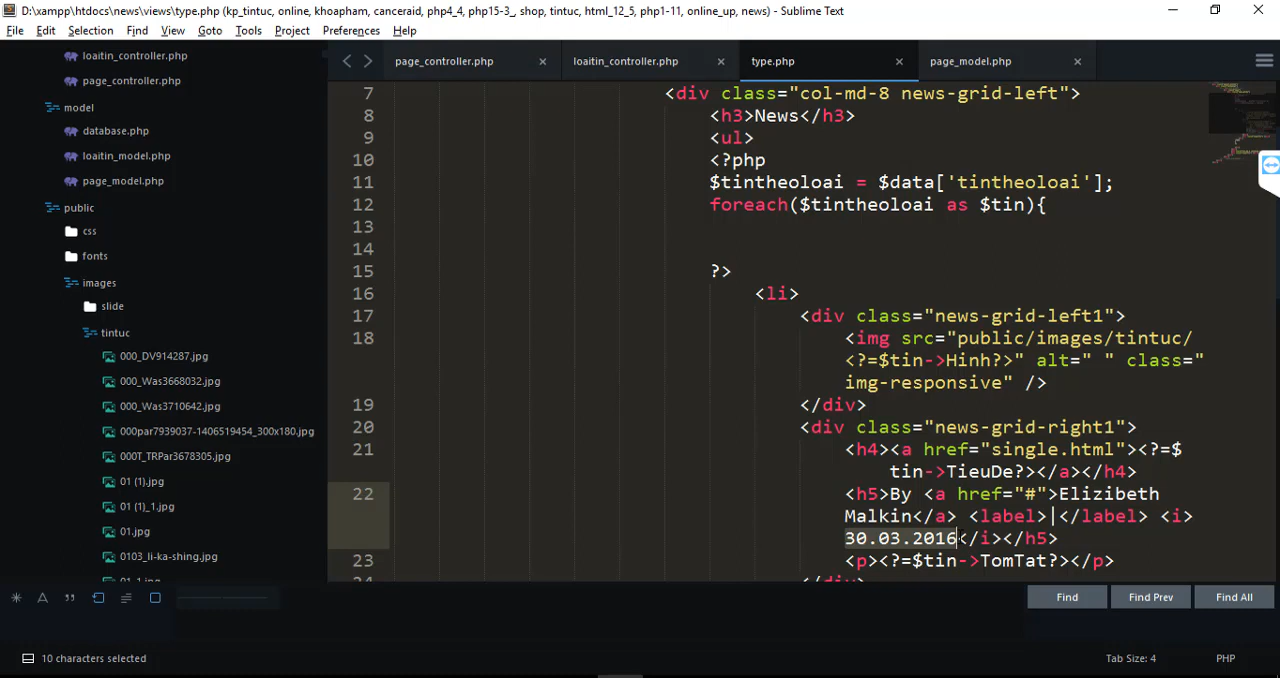 D:\xampp\htdocs\news\views\type.php (kp_tintuc, online, khoapham, canceraid, php4_4, php15-3_, shop, tintuc, html_12_5, php1-11, online_up, news) - Sublime Text
File Edit Selection Find View Goto Tools Project Preferences Help
loaitin_controller.php
page_controller.php
model
database.php
loaitin_model.php
page_model.php
public
css
fonts
images
slide
tintuc
000_DV914287.jpg
000_Was3668032.jpg
000_Was3710642.jpg
000par7939037-1406519454_300x180.jpg
000T_TRPar3678305.jpg
01 (1).jpg
01 (1)_1.jpg
01.jpg
0103_li-ka-shing.jpg
page_controller.php loaitin_controller.php type.php page_model.php
7 <div class="col-md-8 news-grid-left">
8 <h3>News</h3>
9 <ul>
10 <?php
11 $tintheoloai = $data['tintheoloai'];
12 foreach($tintheoloai as $tin){
13
14
15 ?>
16 <li>
17 <div class="news-grid-left1">
18 <img src="public/images/tintuc/
<?=$tin->Hinh?>" alt=" " class="
img-responsive" />
19 </div>
20 <div class="news-grid-right1">
21 <h4><a href="single.html"><?=$
tin->TieuDe?></a></h4>
22 <h5>By <a href="#">Elizibeth
Malkin</a> <label>|</label> <i>
30.03.2016</i></h5>
23 <p><?=$tin->TomTat?></p>
Find Find Prev Find All
10 characters selected
Tab Size: 4 PHP